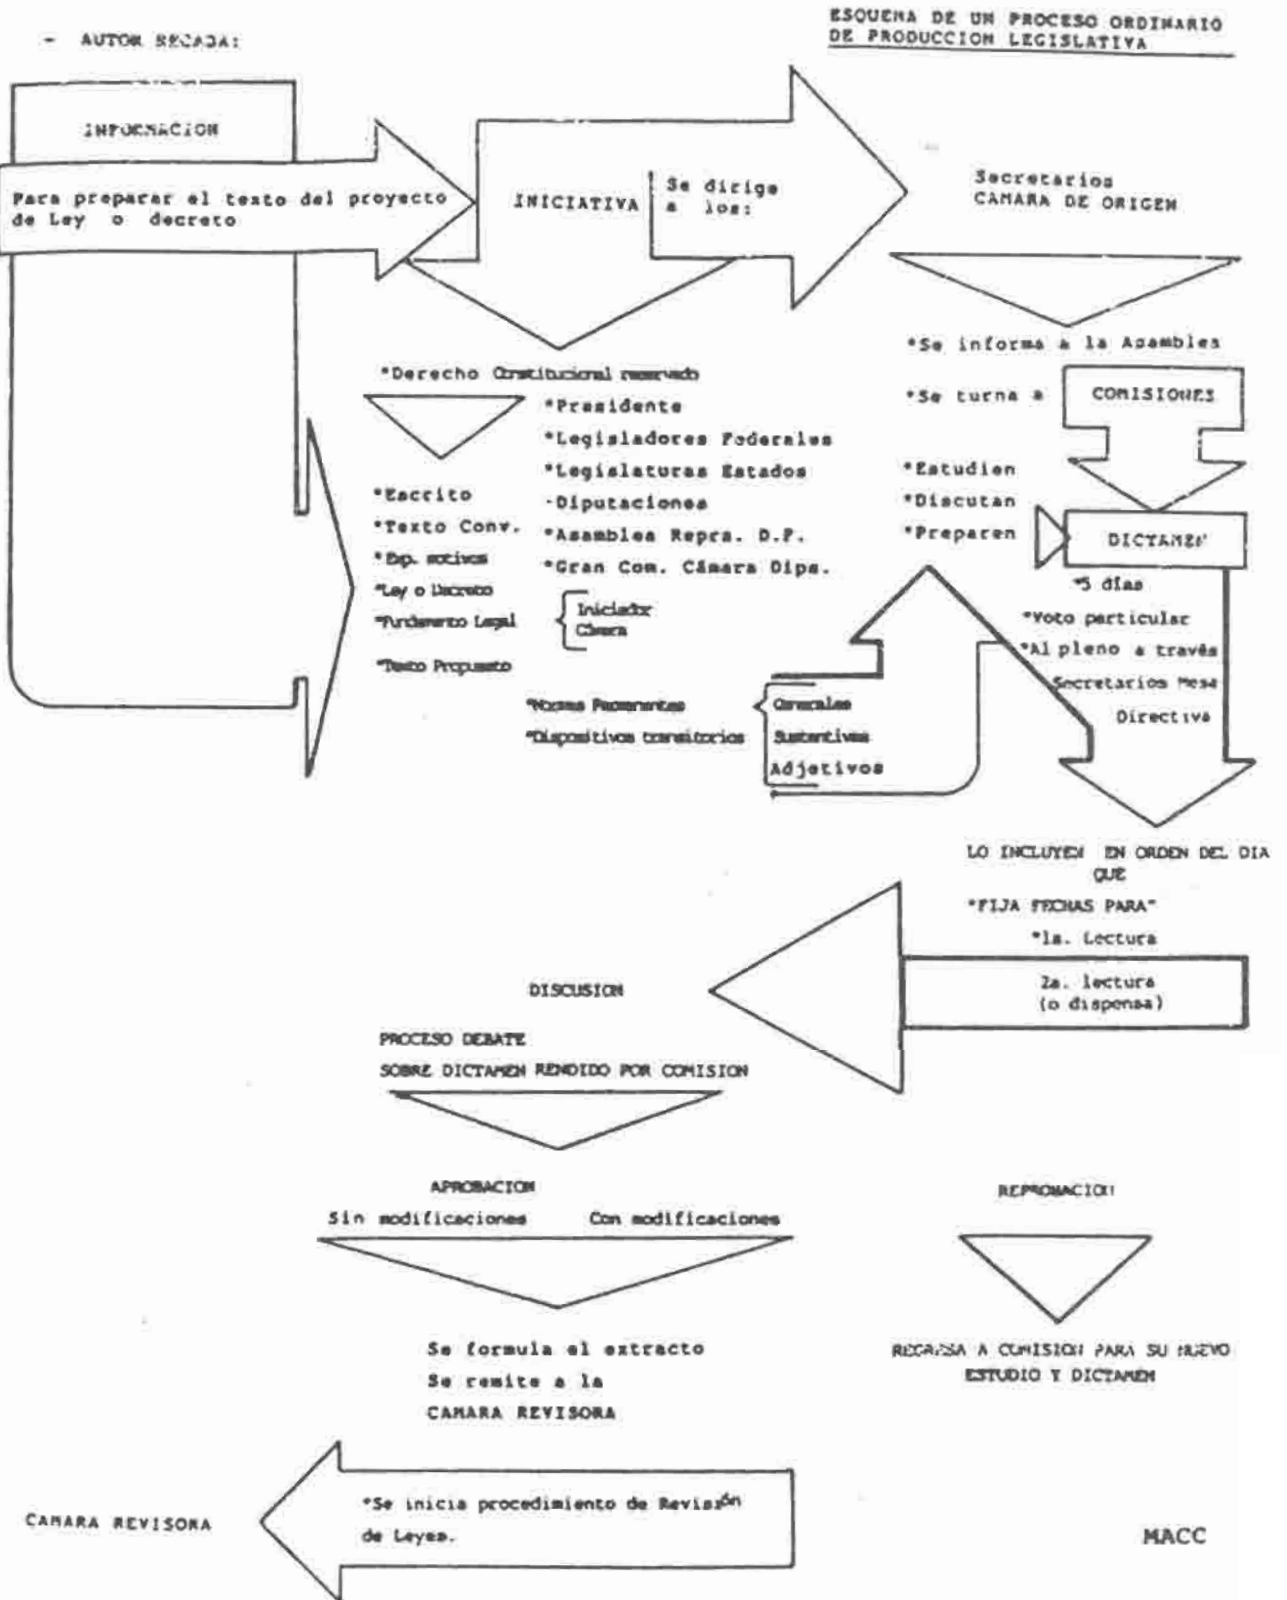 ESQUEMA DE UN PROCESO ORDINARIO
DE PRODUCCION LEGISLATIVA
- AUTOR RECABA:
INFORMACION
Para preparar el texto del proyecto
de Ley o decreto
INICIATIVA
Se dirige
a los:
Secretarios
CAMARA DE ORIGEN
*Se informa a la Asamblea
*Se turna a
COMISIONES
*Estudien
*Discutan
*Preparen
DICTAMEN
*5 días
*Voto particular
*Al pleno a través
Secretarios Mesa
Directiva
*Derecho Constitucional reservado
*Presidente
*Legisladores Federales
*Legislaturas Estados
-Diputaciones
*Asamblea Repra. D.F.
*Gran Com. Cámara Dips.
*Escrito
*Texto Conv.
*Exp. motivos
*Ley o Decreto
*Fundamento Legal
Iniciador
Cámara
*Texto Propuesto
*Normas Permanentes
*Dispositivos transitorios
Generales
Sustantivas
Adjetivos
LO INCLUYEN EN ORDEN DEL DIA
QUE
"FIJA FECHAS PARA"
*1a. Lectura
2a. lectura
(o dispensa)
DISCUSION
PROCESO DEBATE
SOBRE DICTAMEN RENDIDO POR COMISION
APROBACION
Sin modificaciones Con modificaciones
REPROBACION
Se formula el extracto
Se remite a la
CAMARA REVISORA
REGRESA A COMISION PARA SU NUEVO
ESTUDIO Y DICTAMEN
*Se inicia procedimiento de Revisión
de Leyes.
CAMARA REVISORA
MACC